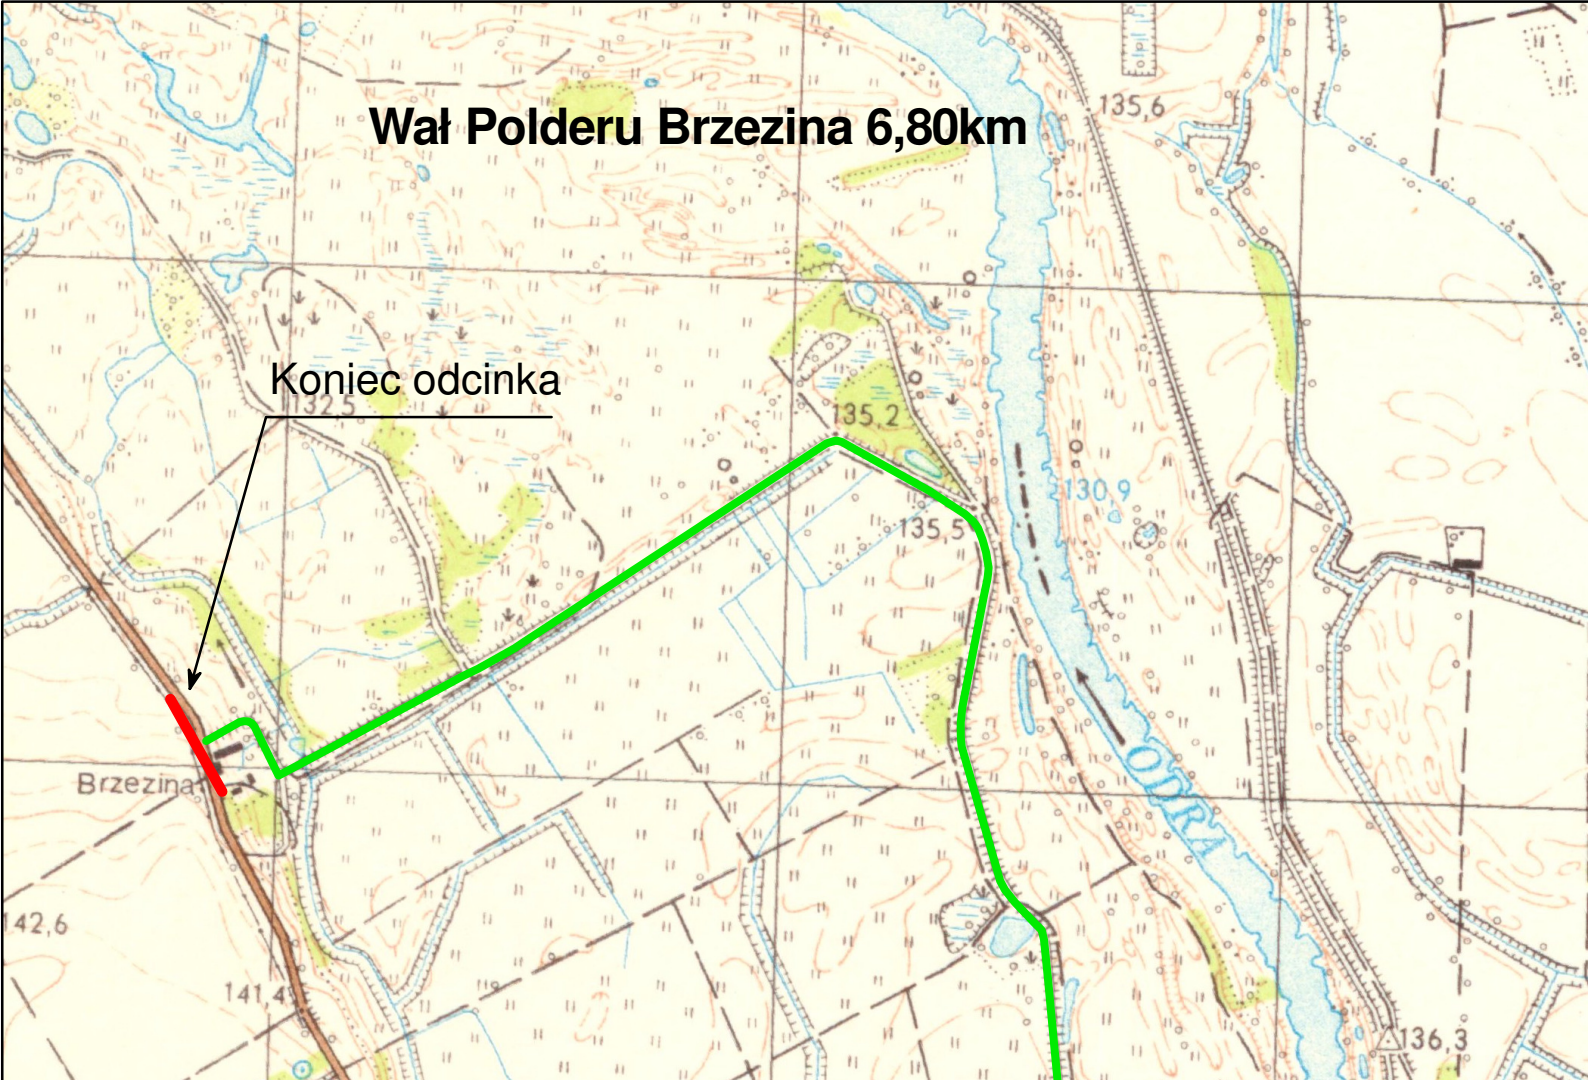 135,6
Wał Polderu Brzezina 6,80km
Koniec odcinka
132,5
135,2
130,9
135,5
ODRA
Brzezina
142,6
141,4
136,3